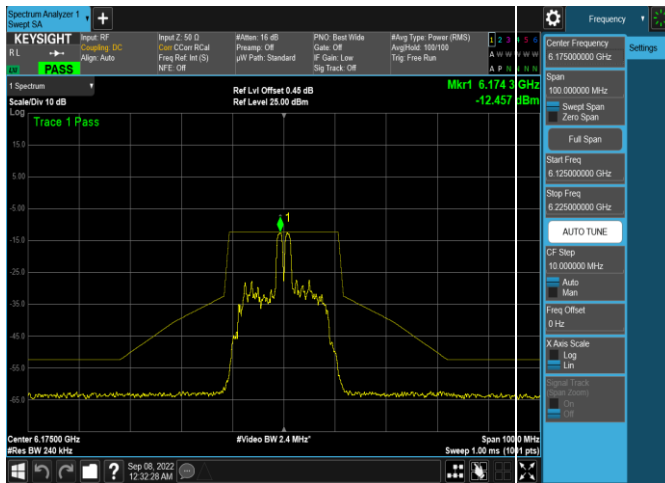 Spectrum Analyzer 1
Swept SA
Frequency
KEYSIGHT
RL
PASS
Input: RF
Coupling: DC
Align: Auto
Input Z: 50 Ω
Corr CCorr RCal
Freq Ref: Int (S)
NFE: Off
#Atten: 16 dB
Preamp: Off
µW Path: Standard
PNO: Best Wide
Gate: Off
IF Gain: Low
Sig Track: Off
#Avg Type: Power (RMS)
Avg|Hold: 100/100
Trig: Free Run
1 2 3 4 5 6
A W W W W W
A P N N N N
1 Spectrum
Scale/Div 10 dB
Log
Ref Lvl Offset 0.45 dB
Ref Level 25.00 dBm
Mkr1 6.174 3 GHz
-12.457 dBm
Trace 1 Pass
15.0
5.00
-5.00
-15.0
-25.0
-35.0
-45.0
-55.0
-65.0
1
Center 6.17500 GHz
#Res BW 240 kHz
#Video BW 2.4 MHz*
Span 100.0 MHz
Sweep 1.00 ms (1001 pts)
Sep 08, 2022
12:32:28 AM
Settings
Center Frequency
6.175000000 GHz
Span
100.000000 MHz
Swept Span
Zero Span
Full Span
Start Freq
6.125000000 GHz
Stop Freq
6.225000000 GHz
AUTO TUNE
CF Step
10.000000 MHz
Auto
Man
Freq Offset
0 Hz
X Axis Scale
Log
Lin
Signal Track
(Span Zoom)
On
Off